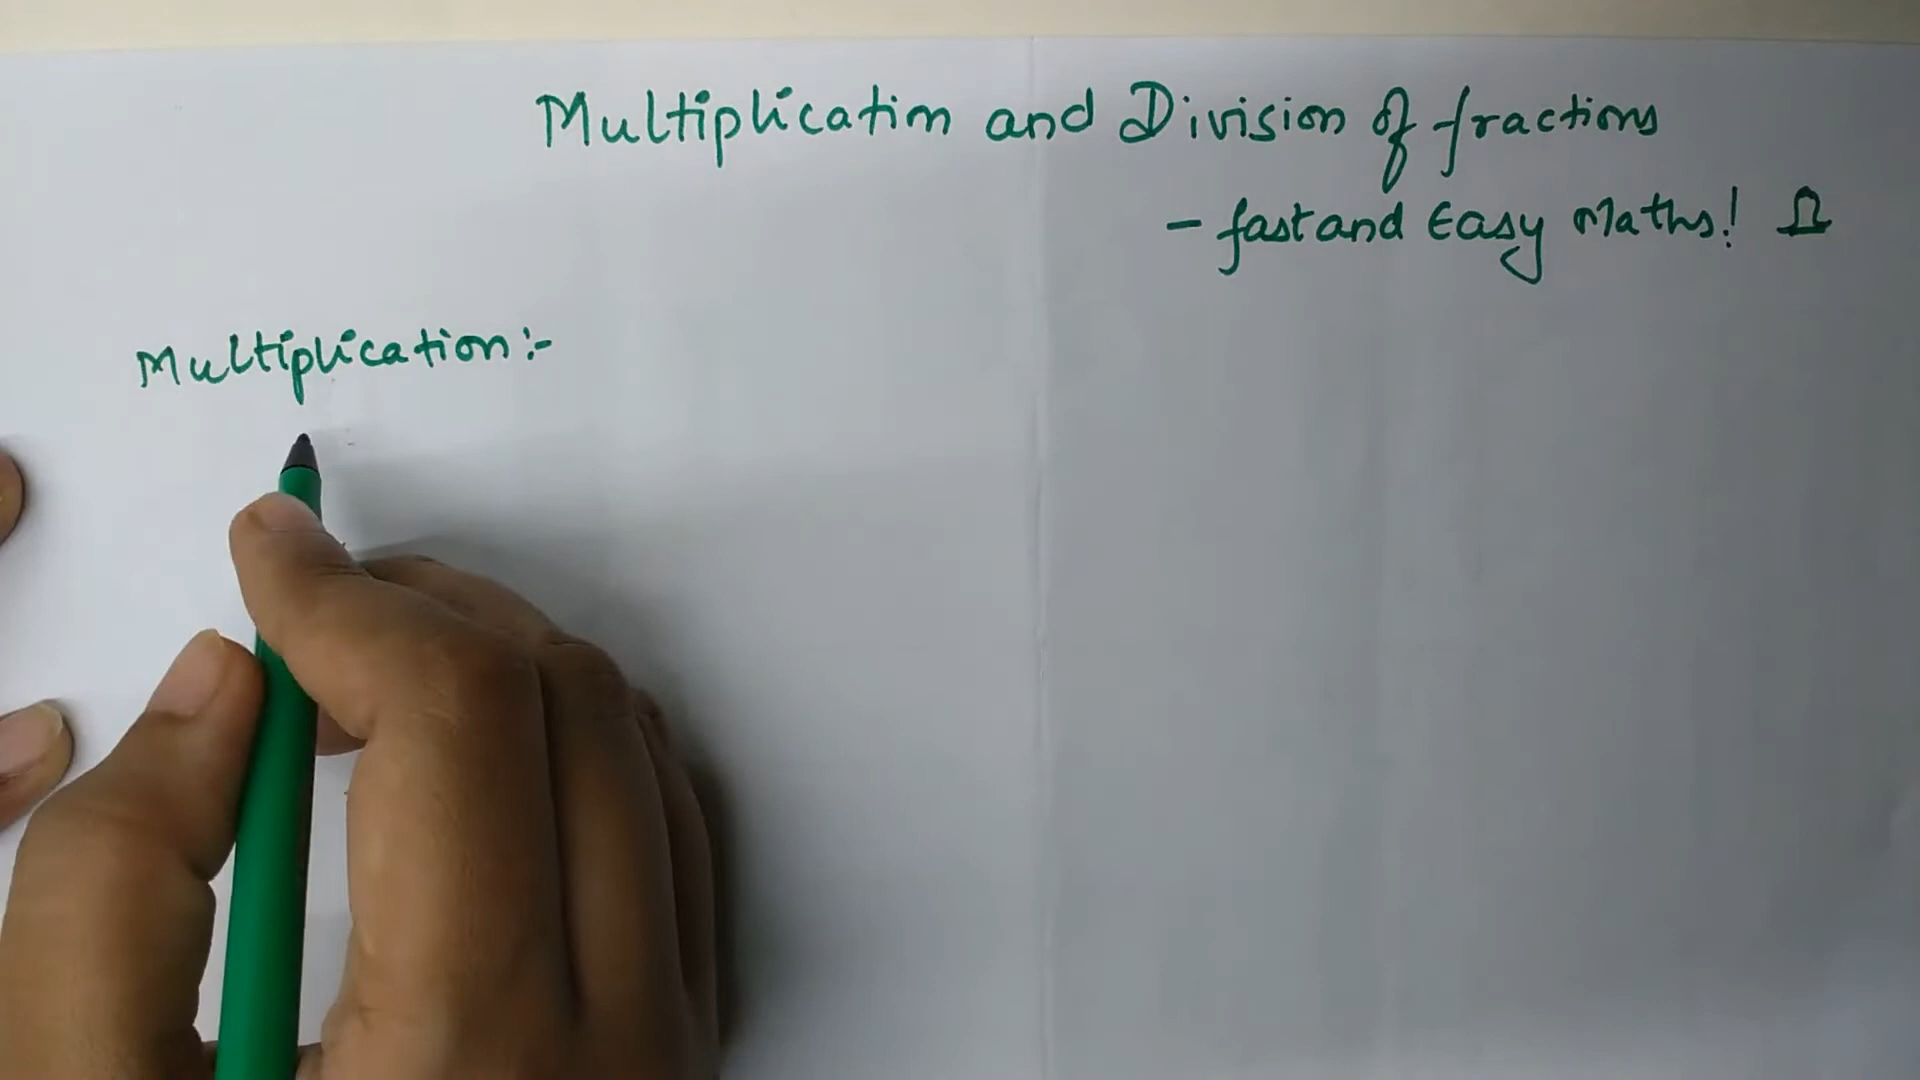 Multiplication and Division of fractions
- fast and Easy Maths! Ω
Multiplication:-